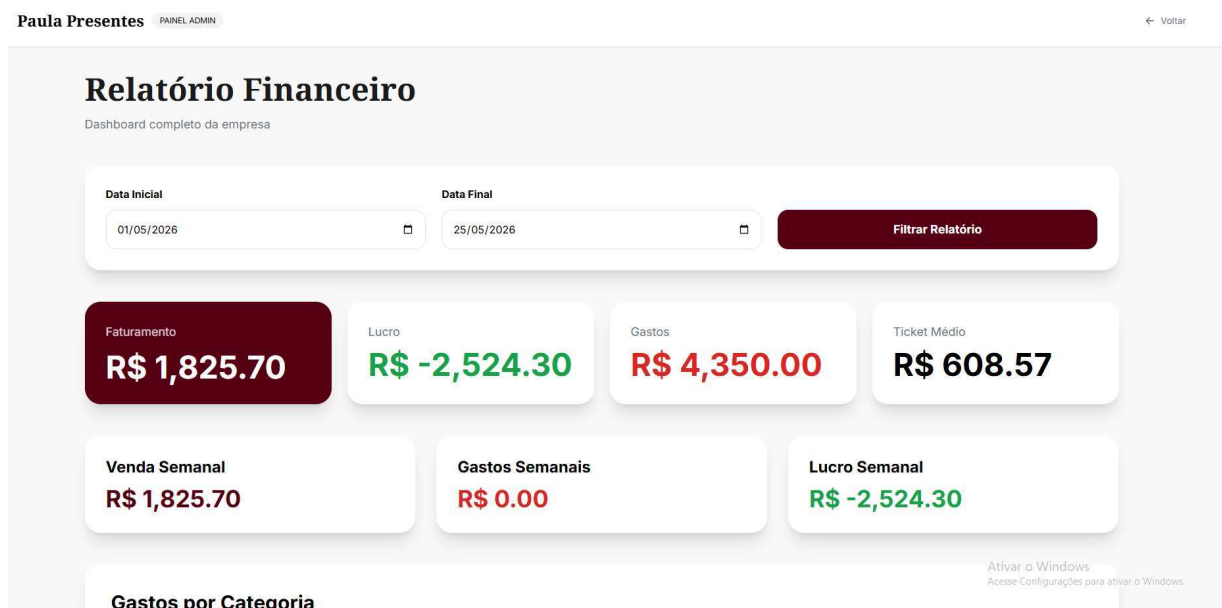 Paula Presentes PAINEL ADMIN
← Voltar
Relatório Financeiro
Dashboard completo da empresa
Data Inicial
Data Final
01/05/2026
25/05/2026
Filtrar Relatório
Faturamento
R$ 1,825.70
Lucro
R$ -2,524.30
Gastos
R$ 4,350.00
Ticket Médio
R$ 608.57
Venda Semanal
R$ 1,825.70
Gastos Semanais
R$ 0.00
Lucro Semanal
R$ -2,524.30
Ativar o Windows
Acesse Configurações para ativar o Windows.
Gastos por Categoria